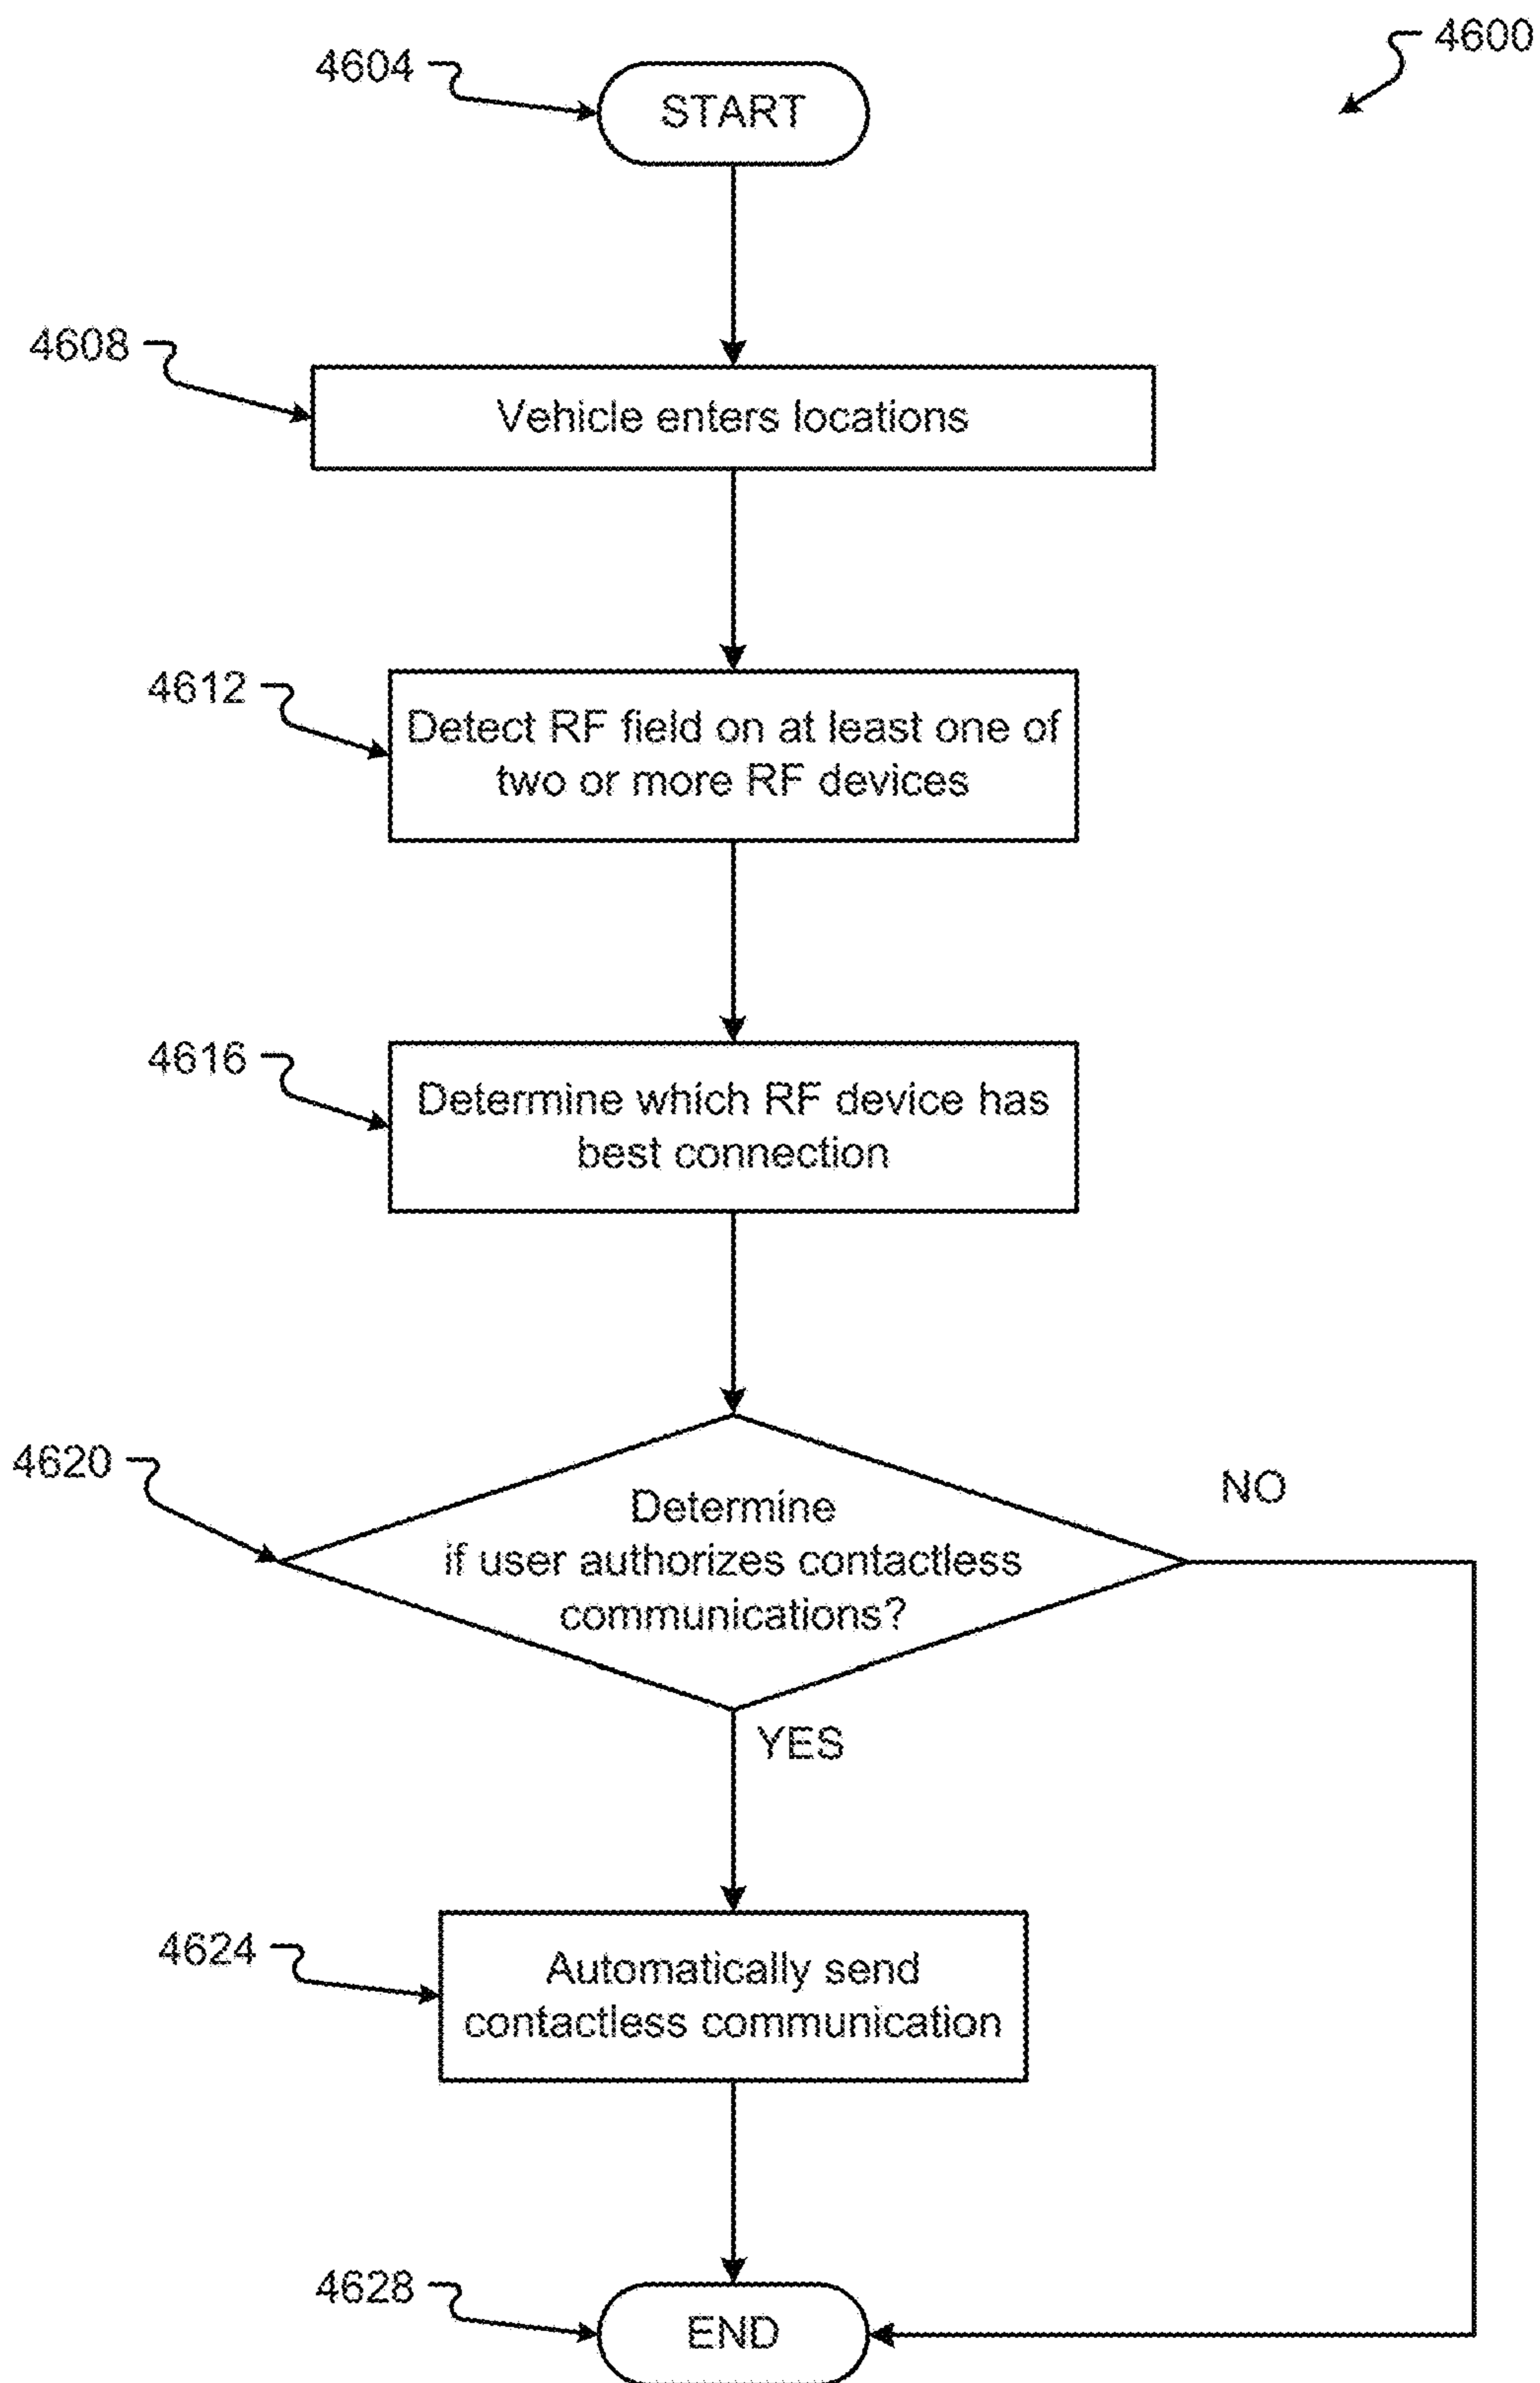 4600
4604
START
4608
Vehicle enters locations
4612
Detect RF field on at least one of
two or more RF devices
4616
Determine which RF device has
best connection
4620
Determine
if user authorizes contactless
communications?
NO
YES
4624
Automatically send
contactless communication
4628
END